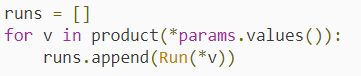 runs = []
for v in product(*params.values()):
    runs.append(Run(*v))